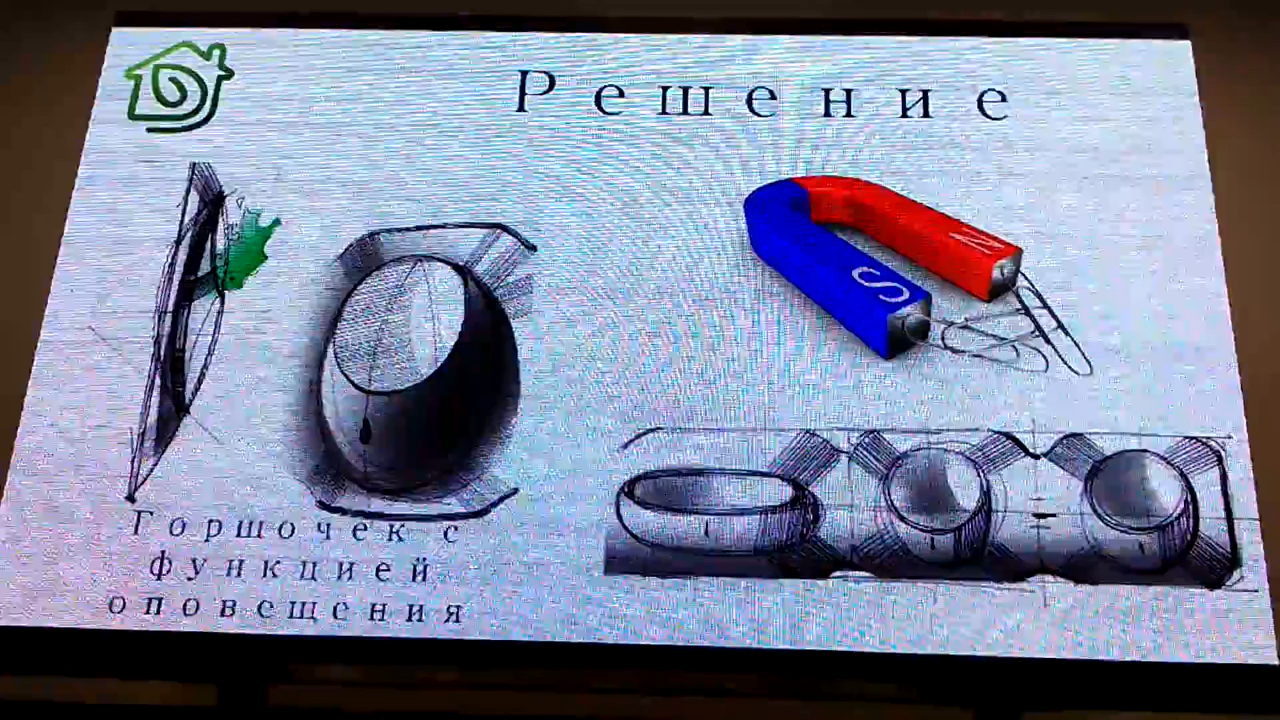 Решение
N
S
Горшочек с
функцией
оповещения